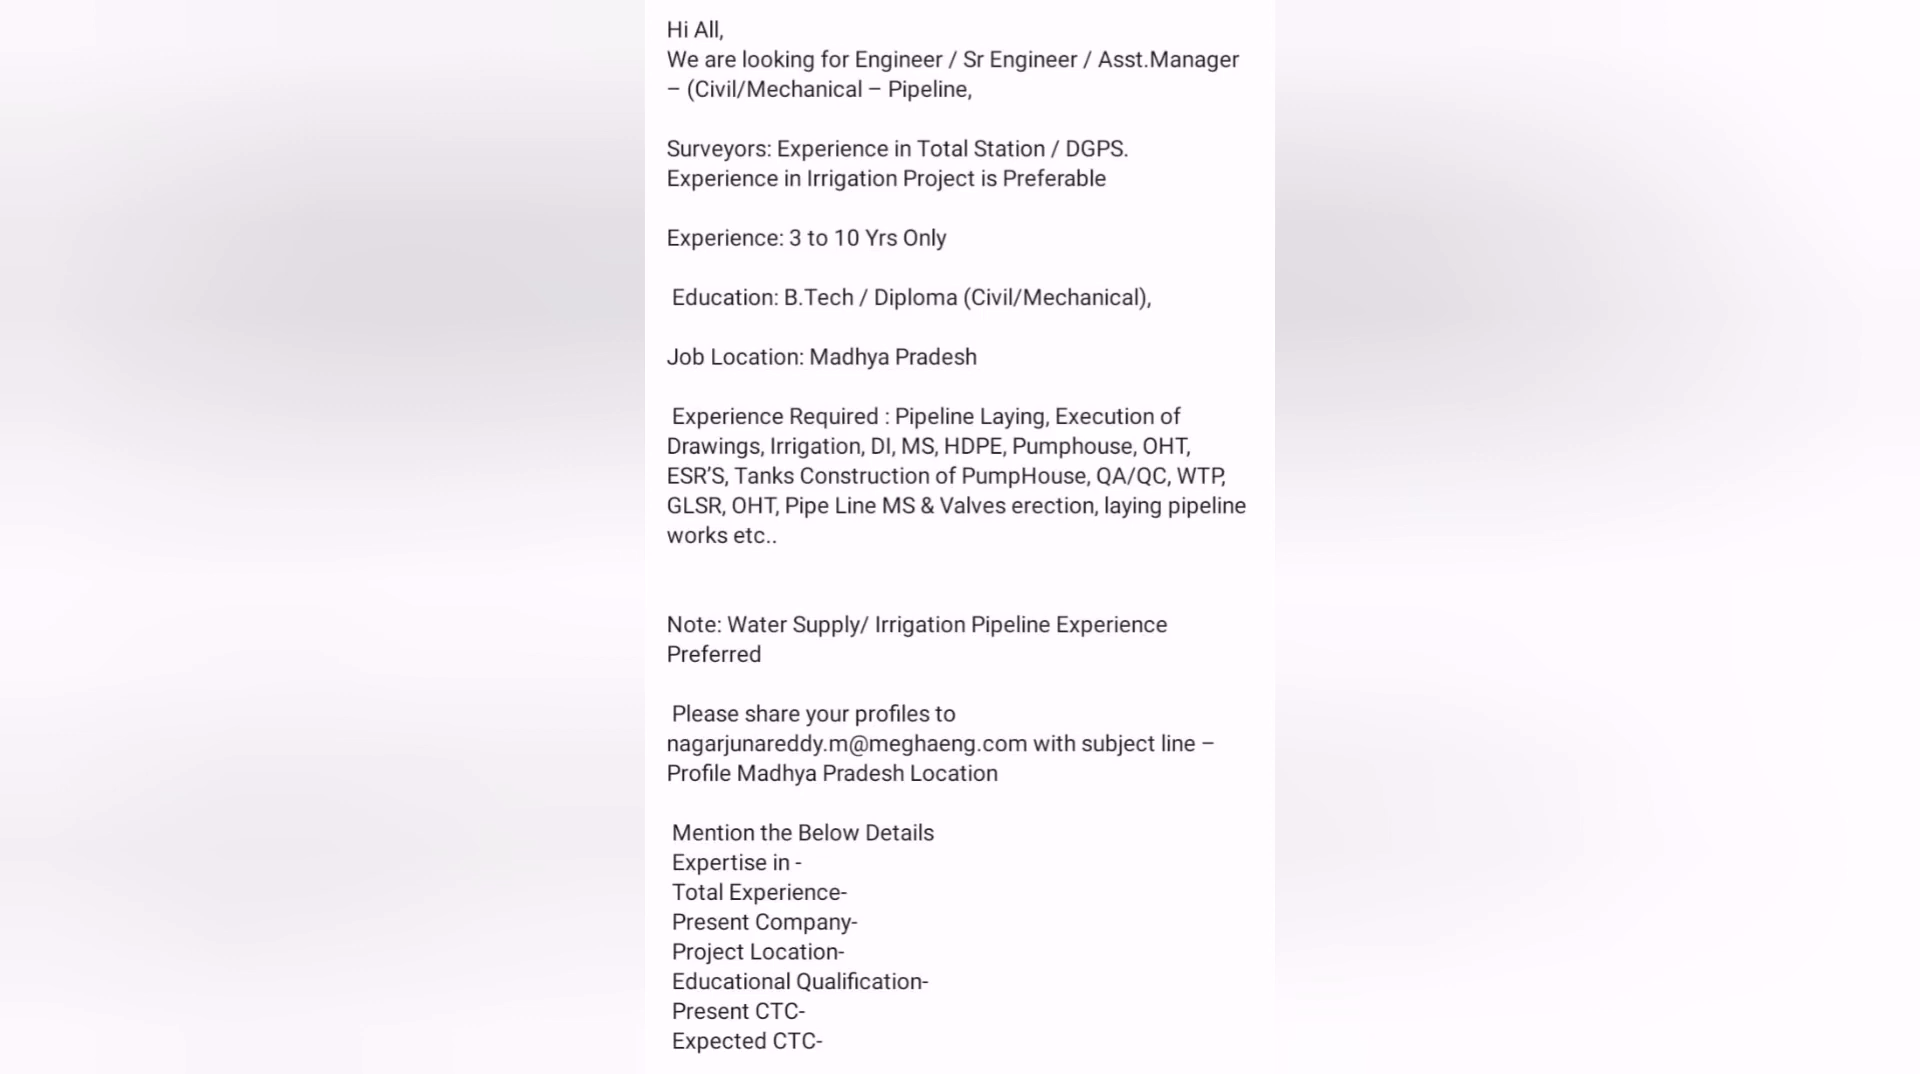 Hi All,
We are looking for Engineer / Sr Engineer / Asst.Manager
– (Civil/Mechanical – Pipeline,
Surveyors: Experience in Total Station / DGPS.
Experience in Irrigation Project is Preferable
Experience: 3 to 10 Yrs Only
Education: B.Tech / Diploma (Civil/Mechanical),
Job Location: Madhya Pradesh
Experience Required : Pipeline Laying, Execution of
Drawings, Irrigation, DI, MS, HDPE, Pumphouse, OHT,
ESR’S, Tanks Construction of PumpHouse, QA/QC, WTP,
GLSR, OHT, Pipe Line MS & Valves erection, laying pipeline
works etc..
Note: Water Supply/ Irrigation Pipeline Experience
Preferred
Please share your profiles to
nagarjunareddy.m@meghaeng.com with subject line –
Profile Madhya Pradesh Location
Mention the Below Details
Expertise in -
Total Experience-
Present Company-
Project Location-
Educational Qualification-
Present CTC-
Expected CTC-